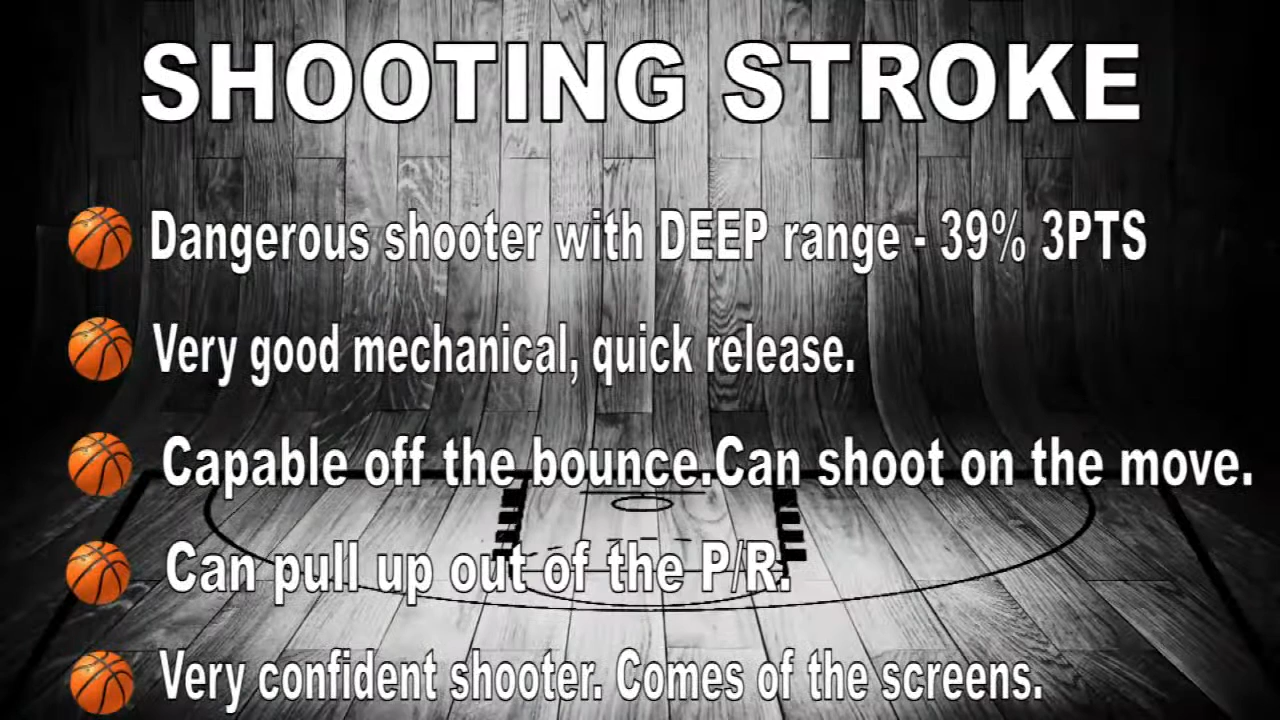 SHOOTING STROKE
Dangerous shooter with DEEP range - 39% 3PTS
Very good mechanical, quick release.
Capable off the bounce.Can shoot on the move.
Can pull up out of the P/R.
Very confident shooter. Comes of the screens.